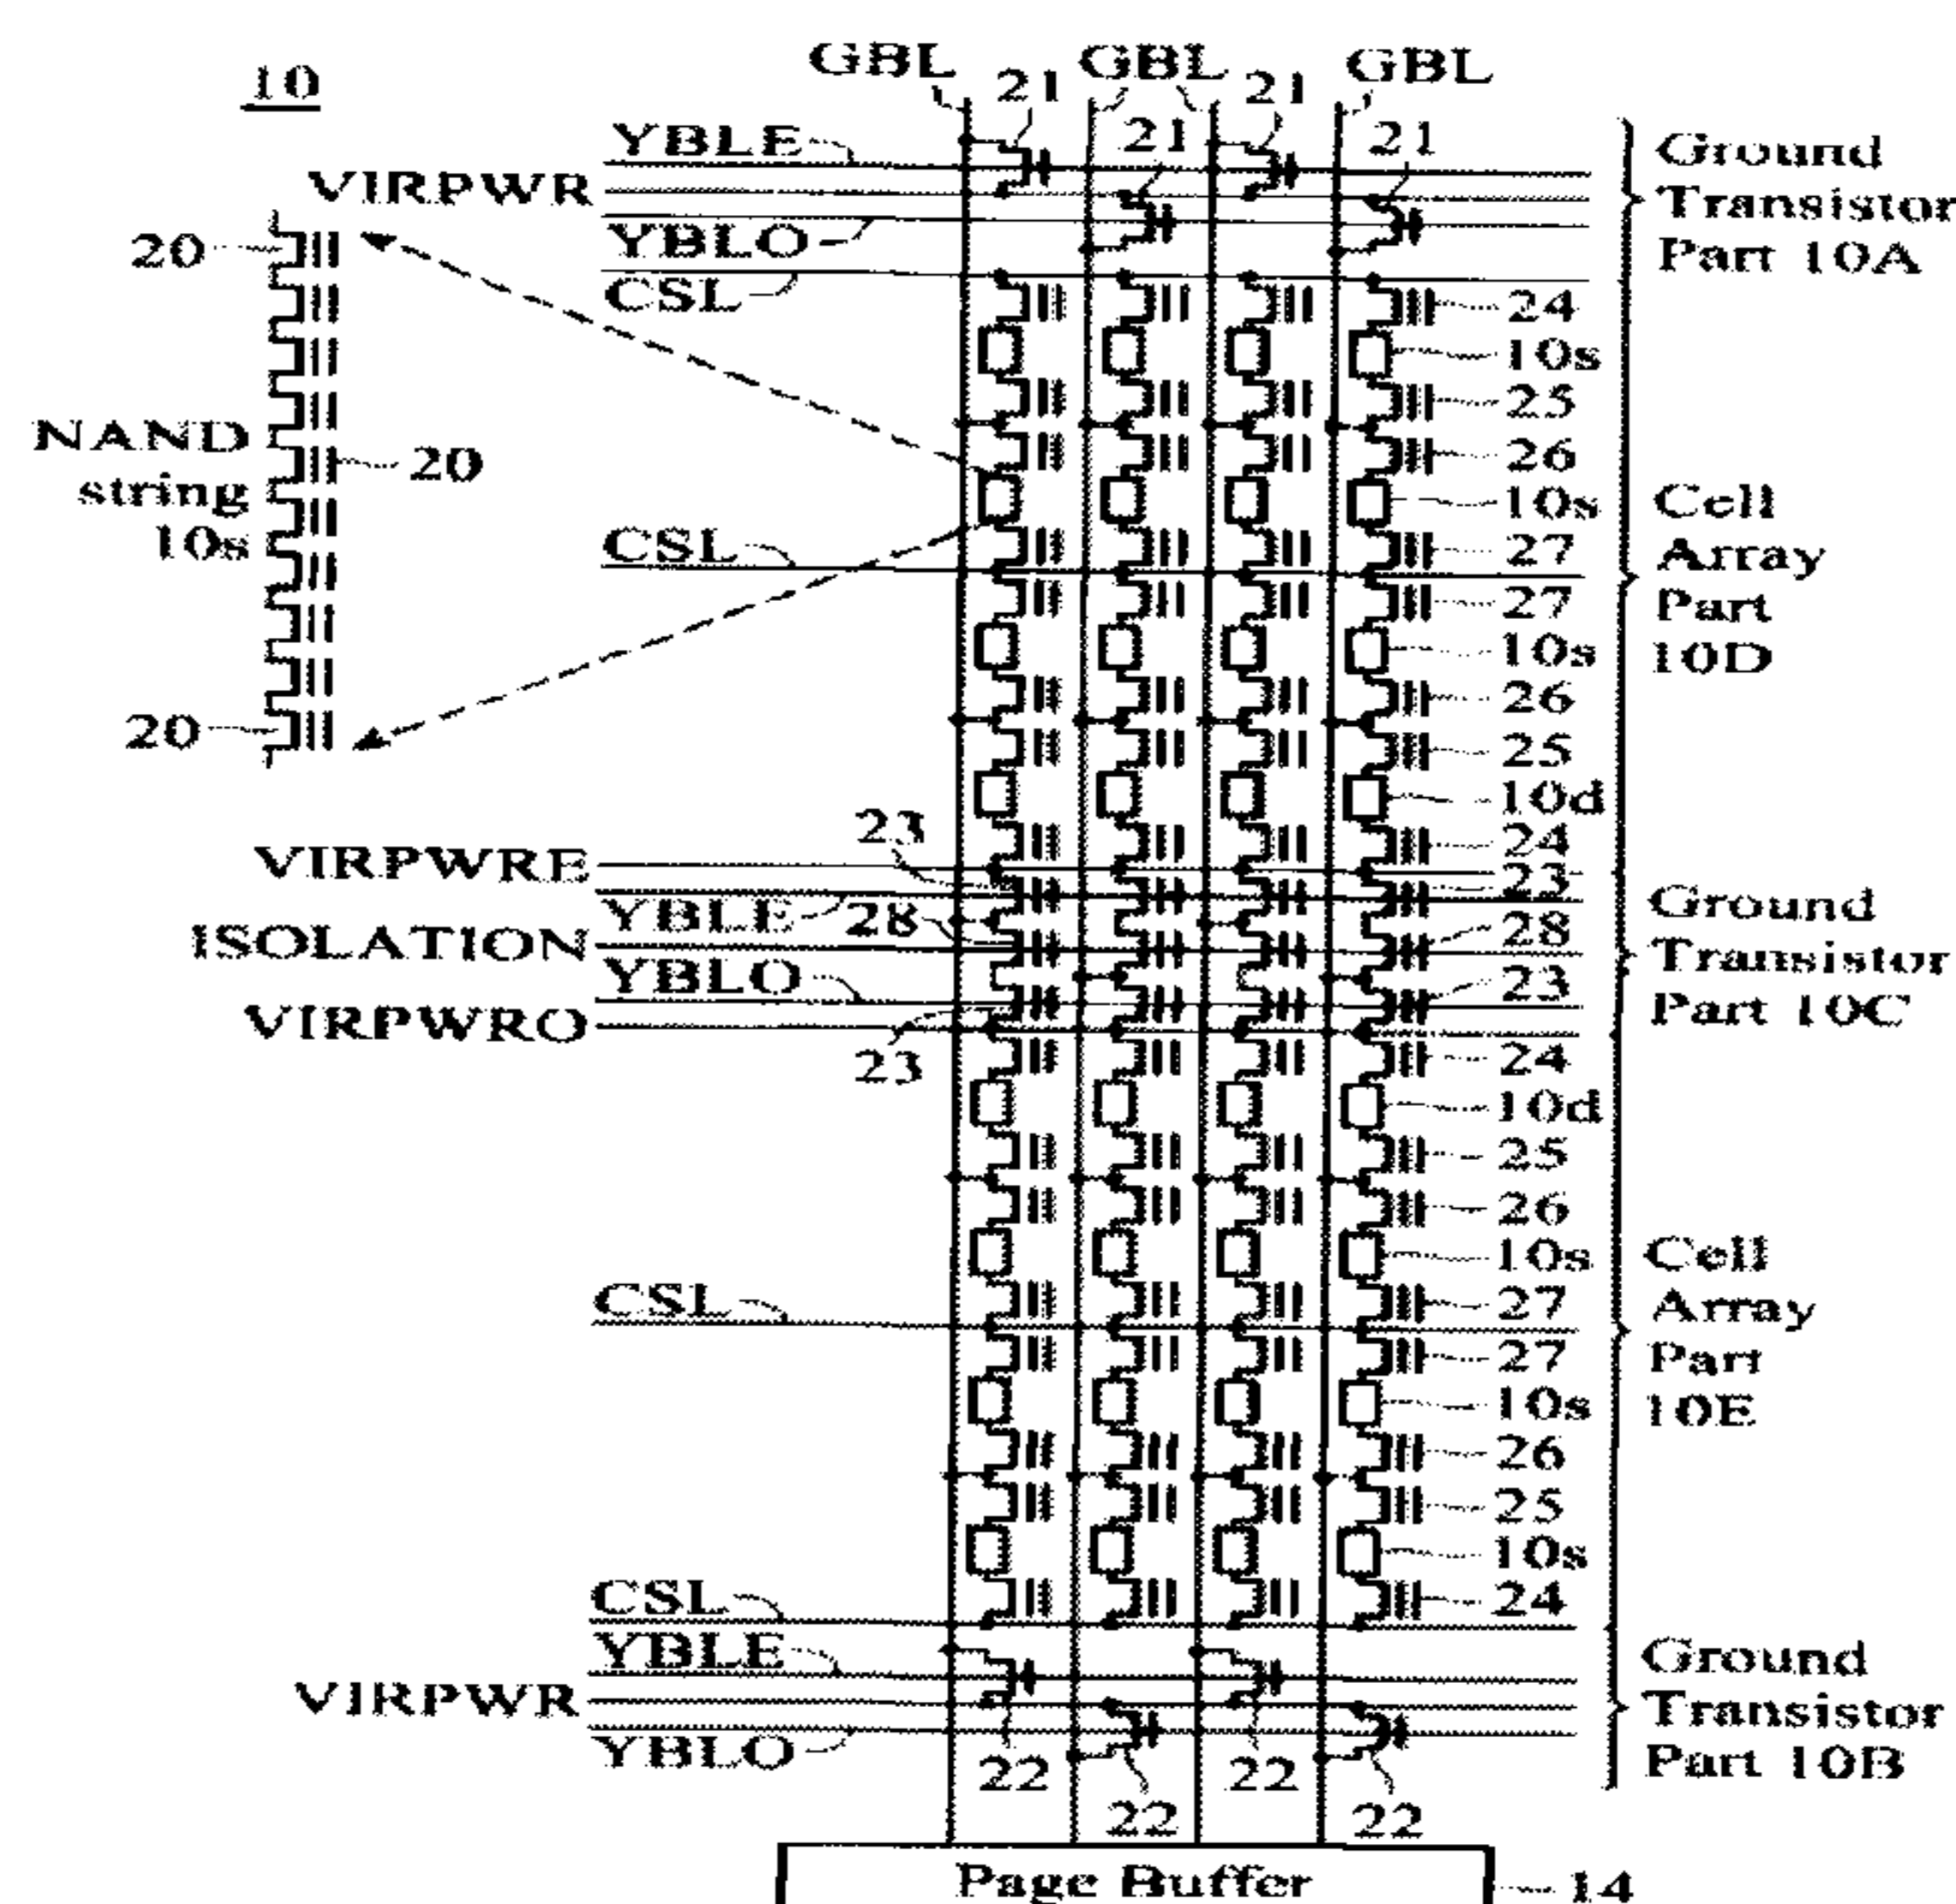 10
GBL
21
GBL
21
GBL
YBLE
21
21
VIRPWR
YBLO
CSL
Ground
Transistor
Part 10A
20
NAND
string
10s
20
20
24
10s
25
26
10s
CSL
27
27
10s
26
25
10d
24
Cell
Array
Part
10D
23
VIRPWRE
23
YBLE
28
ISOLATION
28
YBLO
23
VIRPWRO
23
Ground
Transistor
Part 10C
24
10d
25
26
10s
CSL
27
27
10s
26
25
10s
24
Cell
Array
Part
10E
CSL
YBLE
VIRPWR
YBLO
22
22
22
22
Ground
Transistor
Part 10B
Page Buffer
14